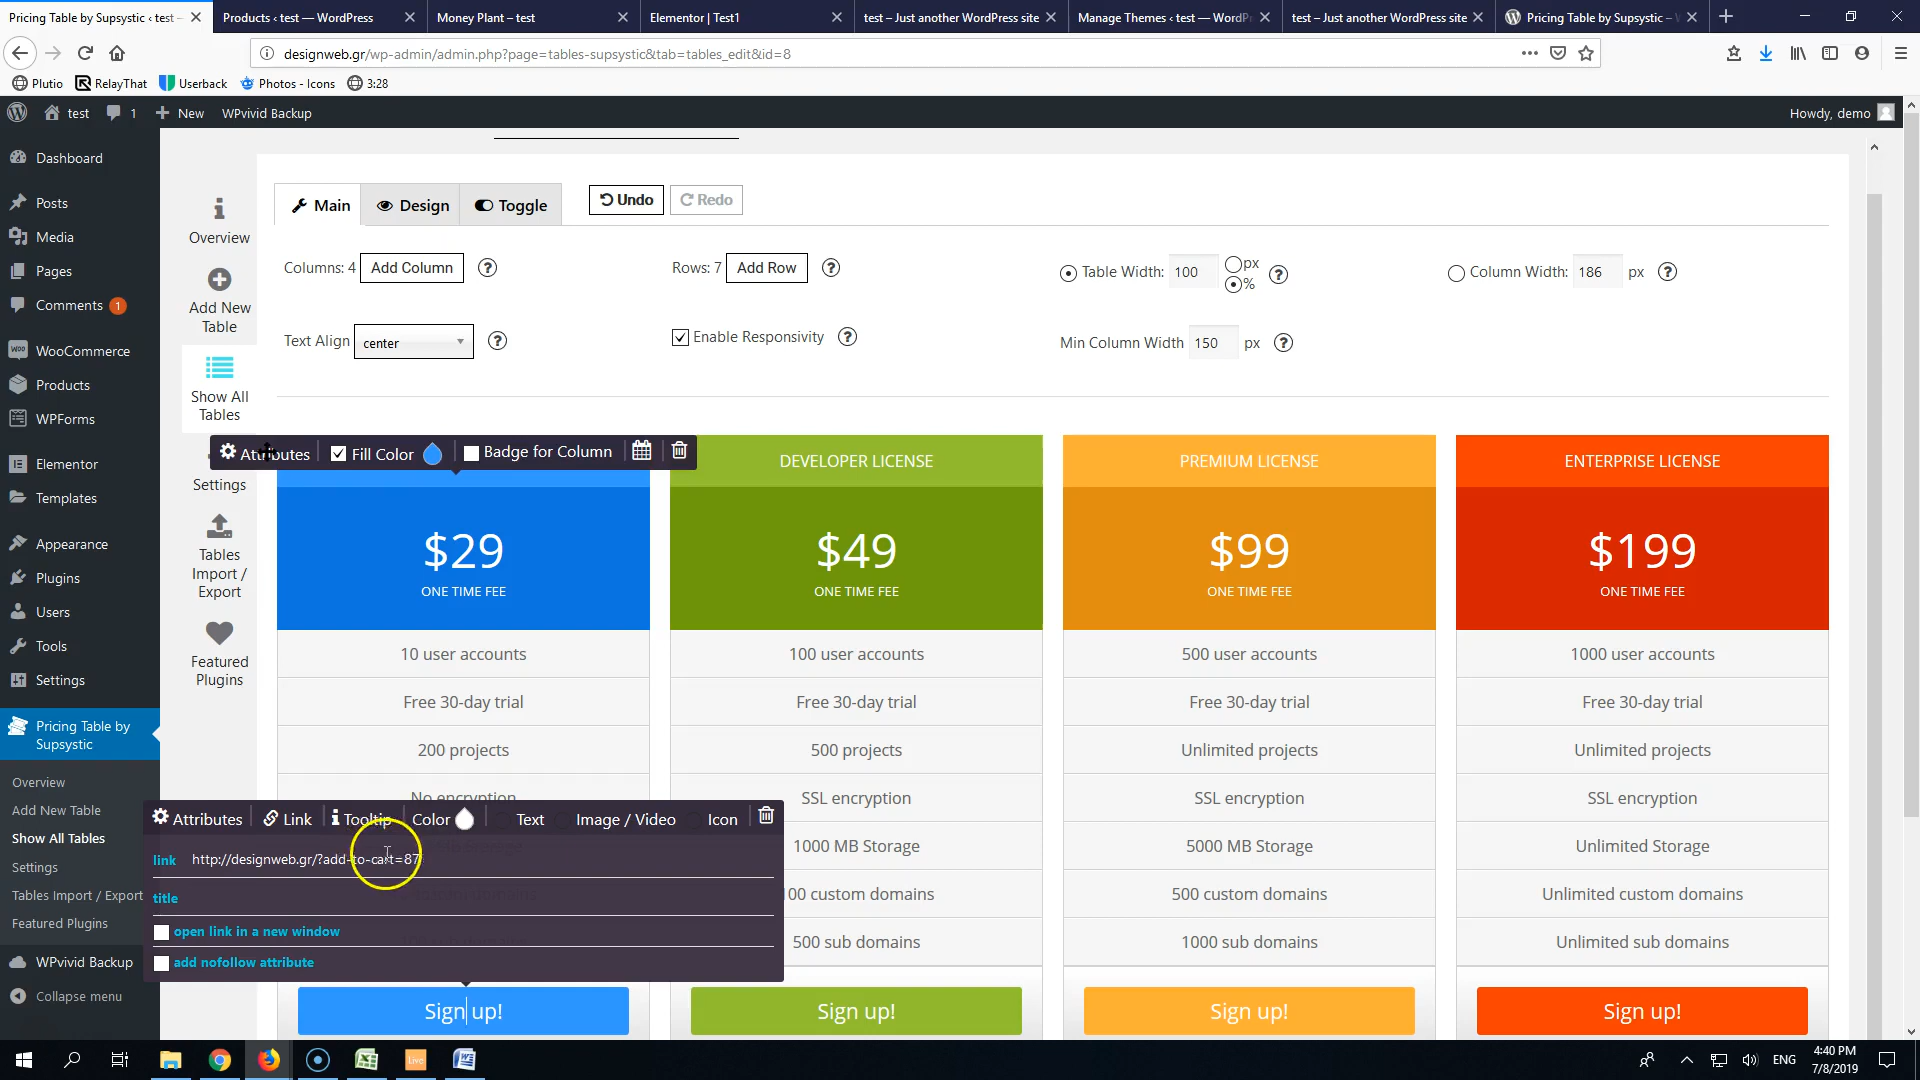 Pricing Table by Supsystic ‹ test –
Products ‹ test — WordPress
Money Plant – test
Elementor | Test1
test – Just another WordPress site
Manage Themes ‹ test — WordPr
test – Just another WordPress site
Pricing Table by Supsystic –
designweb.gr/wp-admin/admin.php?page=tables-supsystic&tab=tables_edit&id=8
Plutio
RelayThat
Userback
Photos - Icons
3:28
test
1
New
WPvivid Backup
Howdy, demo
Dashboard
Posts
Media
Pages
Comments 1
WooCommerce
Products
WPForms
Elementor
Templates
Appearance
Plugins
Users
Tools
Settings
Pricing Table by
Supsystic
Overview
Add New Table
Show All Tables
Settings
Tables Import / Export
Featured Plugins
WPvivid Backup
Collapse menu
Overview
Add New
Table
Show All
Tables
Settings
Tables
Import /
Export
Featured
Plugins
Main
Design
Toggle
Undo
Redo
Columns: 4
Add Column
?
Rows: 7
Add Row
?
Table Width: 100
px
%
?
Column Width: 186 px
?
Text Align center
?
Enable Responsivity
?
Min Column Width 150 px
?
Attributes
Fill Color
Badge for Column
DEVELOPER LICENSE
PREMIUM LICENSE
ENTERPRISE LICENSE
$29
$49
$99
$199
ONE TIME FEE
ONE TIME FEE
ONE TIME FEE
ONE TIME FEE
10 user accounts
100 user accounts
500 user accounts
1000 user accounts
Free 30-day trial
Free 30-day trial
Free 30-day trial
Free 30-day trial
200 projects
500 projects
Unlimited projects
Unlimited projects
No encryption
SSL encryption
SSL encryption
SSL encryption
Attributes
Link
Tooltip
Color
Text
Image / Video
Icon
link http://designweb.gr/?add-to-cart=87
title
open link in a new window
add nofollow attribute
1000 MB Storage
5000 MB Storage
Unlimited Storage
100 custom domains
500 custom domains
Unlimited custom domains
500 sub domains
1000 sub domains
Unlimited sub domains
Sign up!
Sign up!
Sign up!
Sign up!
Live
ENG
4:40 PM
7/8/2019